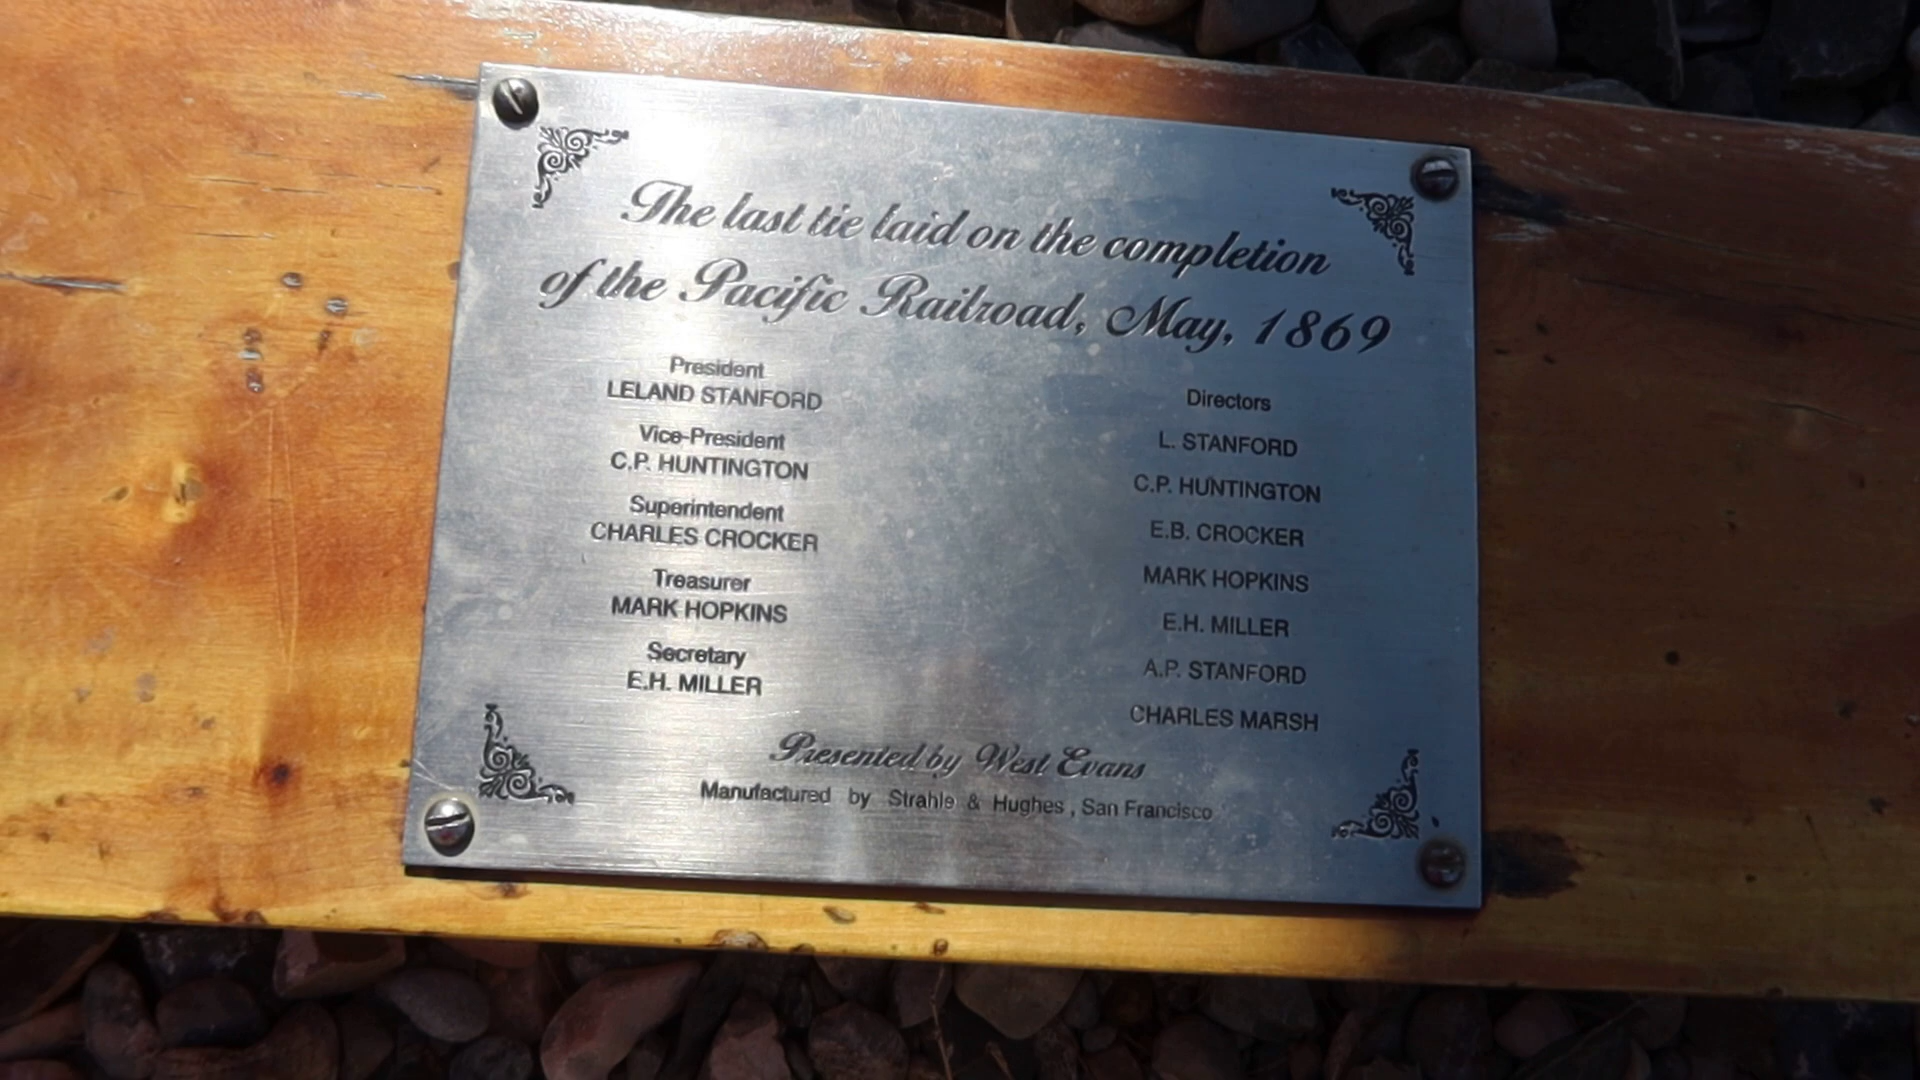 The last tie laid on the completion
of the Pacific Railroad, May, 1869
President
LELAND STANFORD
Vice-President
C.P. HUNTINGTON
Superintendent
CHARLES CROCKER
Treasurer
MARK HOPKINS
Secretary
E.H. MILLER
Directors
L. STANFORD
C.P. HUNTINGTON
E.B. CROCKER
MARK HOPKINS
E.H. MILLER
A.P. STANFORD
CHARLES MARSH
Presented by West Evans
Manufactured by Strahle & Hughes, San Francisco